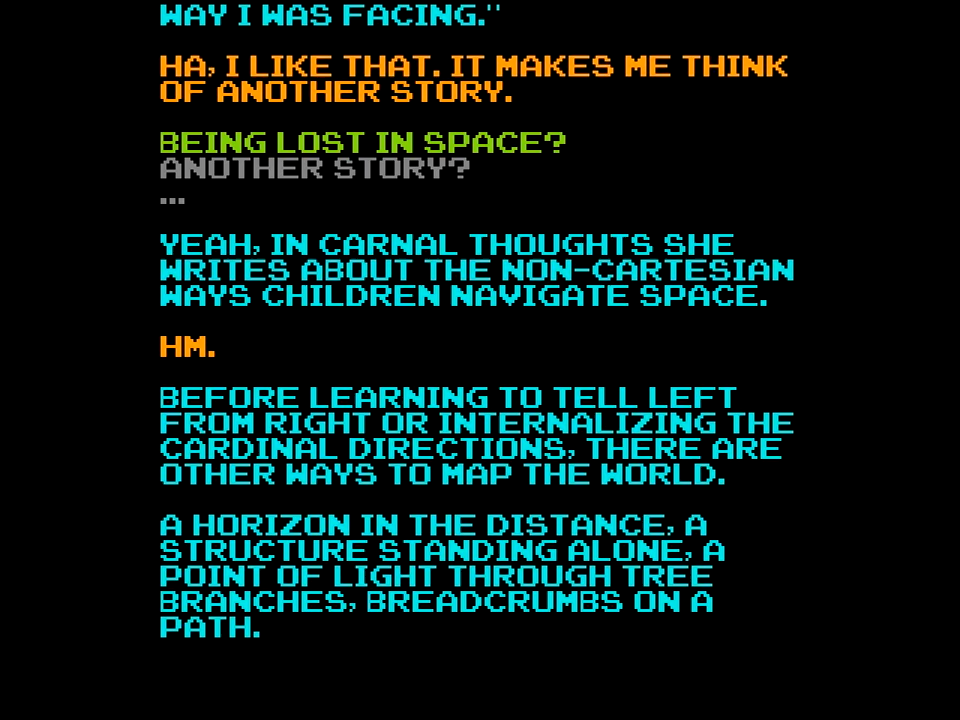 WAY I WAS FACING."
HA, I LIKE THAT. IT MAKES ME THINK
OF ANOTHER STORY.
BEING LOST IN SPACE?
ANOTHER STORY?
...
YEAH, IN CARNAL THOUGHTS SHE
WRITES ABOUT THE NON-CARTESIAN
WAYS CHILDREN NAVIGATE SPACE.
HM.
BEFORE LEARNING TO TELL LEFT
FROM RIGHT OR INTERNALIZING THE
CARDINAL DIRECTIONS, THERE ARE
OTHER WAYS TO MAP THE WORLD.
A HORIZON IN THE DISTANCE, A
STRUCTURE STANDING ALONE, A
POINT OF LIGHT THROUGH TREE
BRANCHES, BREADCRUMBS ON A
PATH.